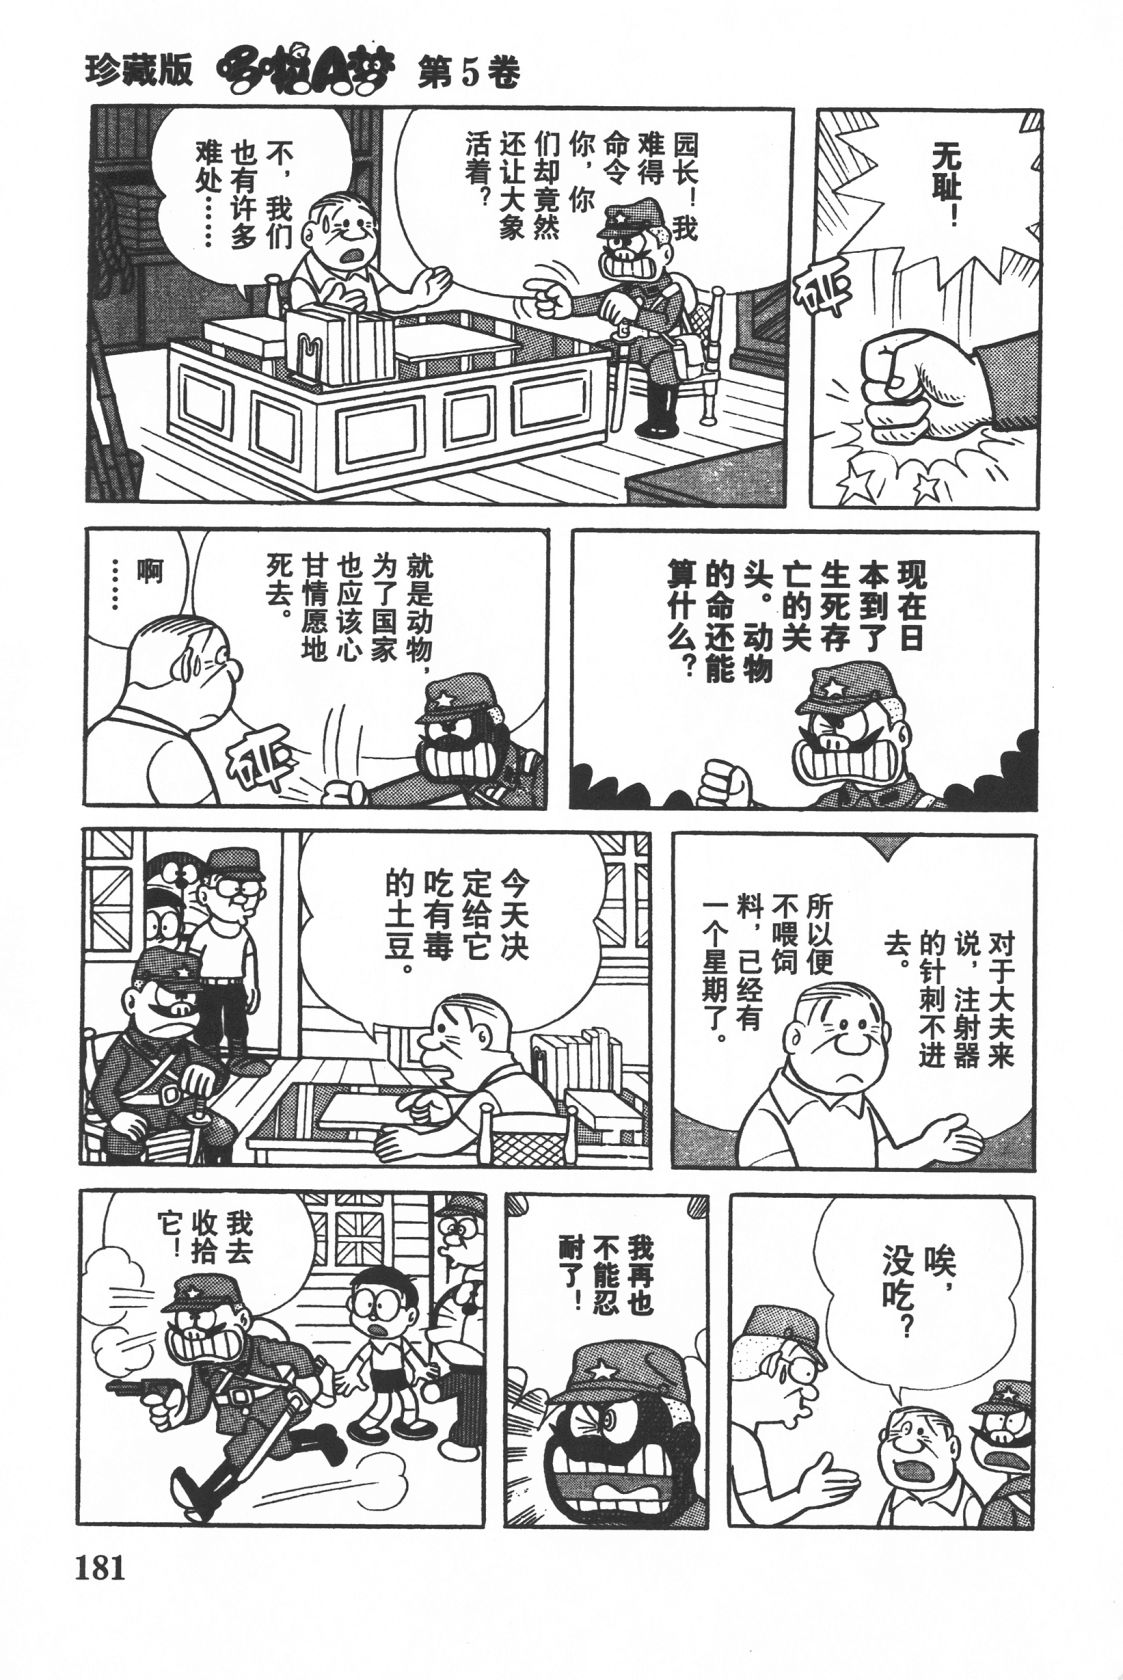 珍藏版 哆啦A梦 第5卷
无耻！
砰
园长！我
难得
命令
你，你
们却竟然
还让大象
活着？
不，我们
也有许多
难处……
现在日
本到了
生死存
亡的关
头。动物
的命还能
算什么？
就是动物，
为了国家
也应该心
甘情愿地
死去。
砰
啊
……
对于大夫来
说，注射器
的针刺不进
去。
所以便
不喂饲
料，已经有
一个星期了。
今天决
定给它
吃有毒
的土豆。
唉，
没吃？
我再也
不能忍
耐了！
我去
收拾
它！
181